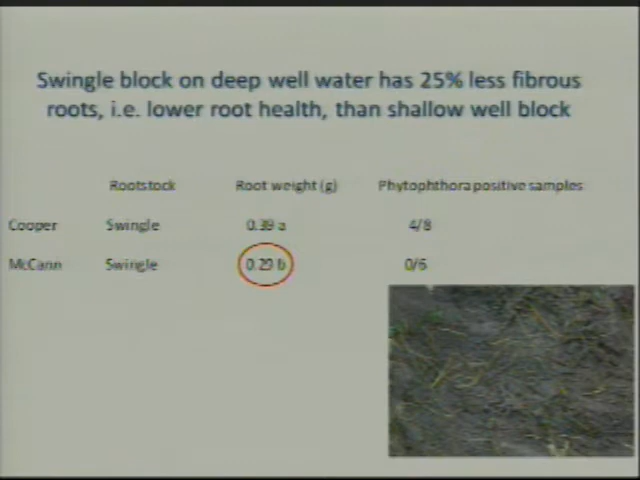 Swingle block on deep well water has 25% less fibrous
roots, i.e. lower root health, than shallow well block
Rootstock Root weight (g) Phytophthora positive samples
Cooper Swingle 0.39 a 4/8
McCann Swingle 0.29 b 0/6